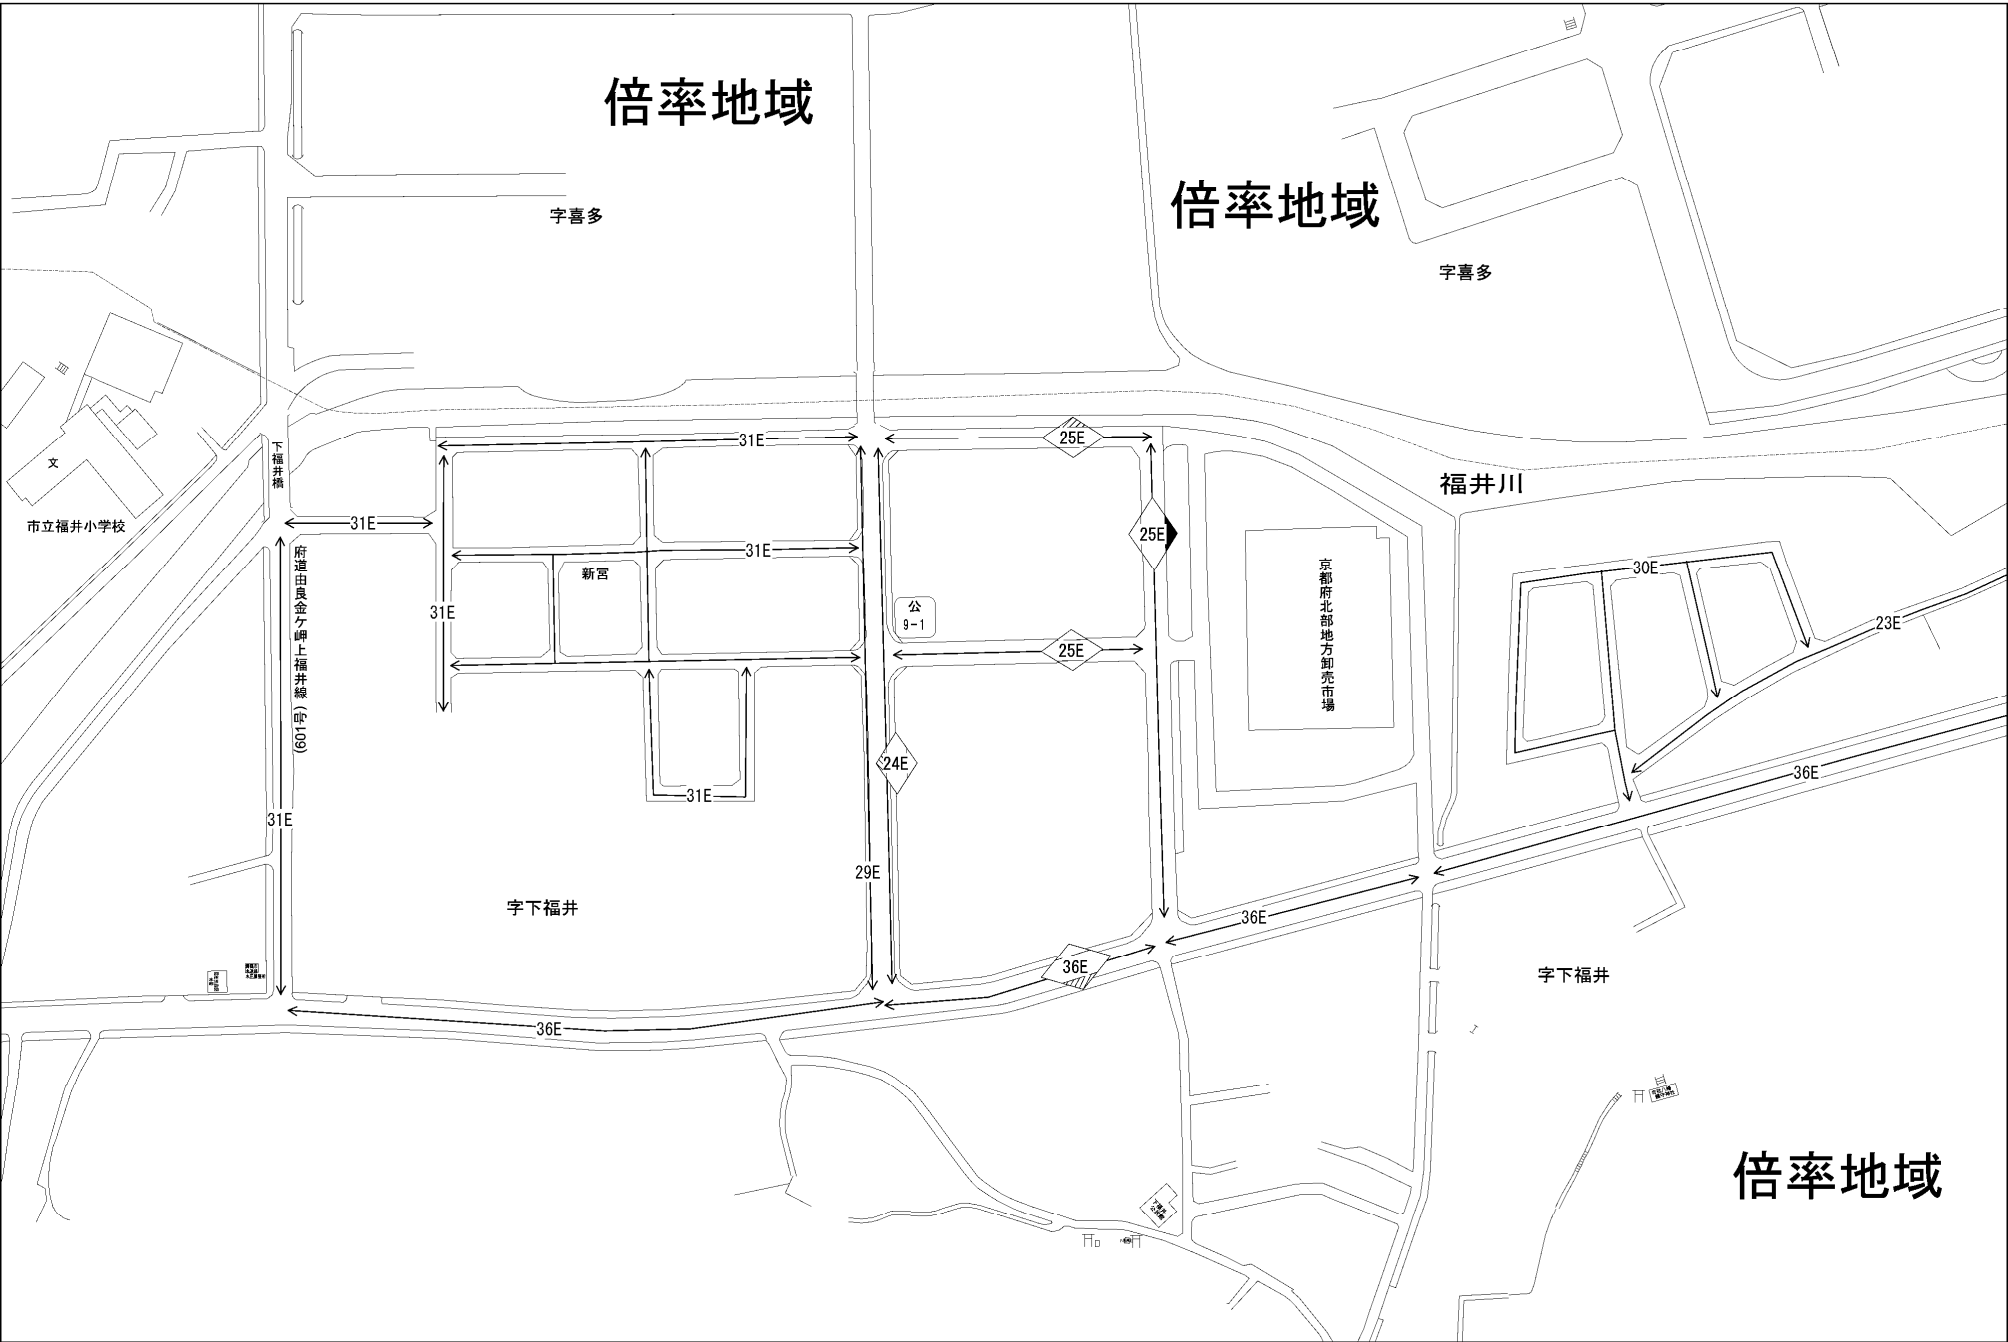 倍率地域
倍率地域
字喜多
字喜多
下福井橋
31E
25E
文
福井川
市立福井小学校
31E
25E
府道由良金ケ岬上福井線(601号)
31E
新宮
京都府北部地方卸売市場
30E
31E
公
9-1
23E
25E
24E
36E
31E
31E
29E
字下福井
36E
36E
字下福井
36E
倍率地域